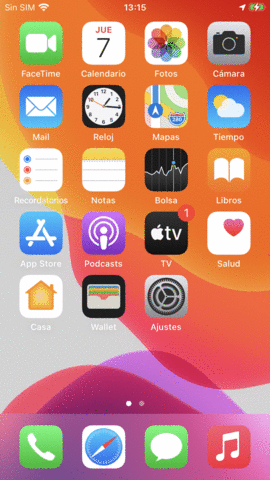 Sin SIM 13:15
JUE
7
FaceTime Calendario Fotos Cámara
280
Mail Reloj Mapas Tiempo
Recordatorios Notas Bolsa Libros
tv 1
App Store Podcasts TV Salud
Casa Wallet Ajustes